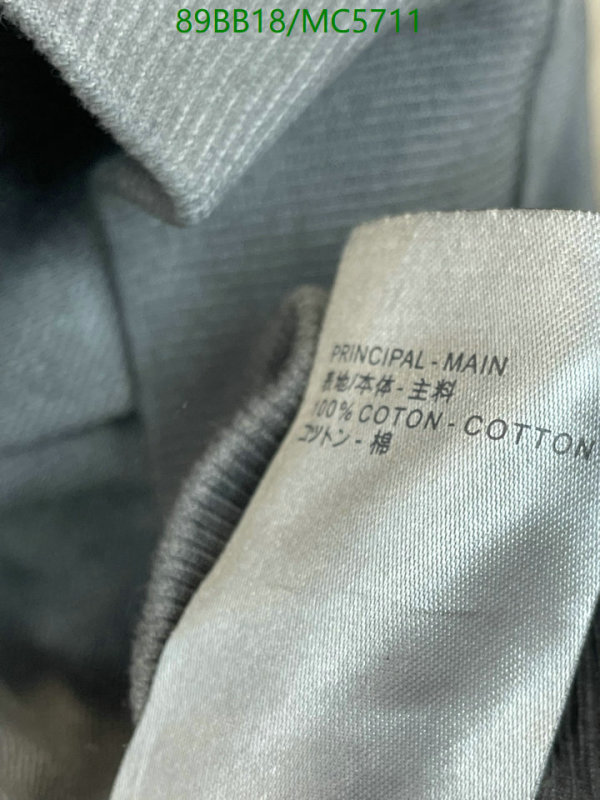 89BB18/MC5711
PRINCIPAL - MAIN
表地/本体 - 主料
100% COTON - COTTON
コットン - 棉